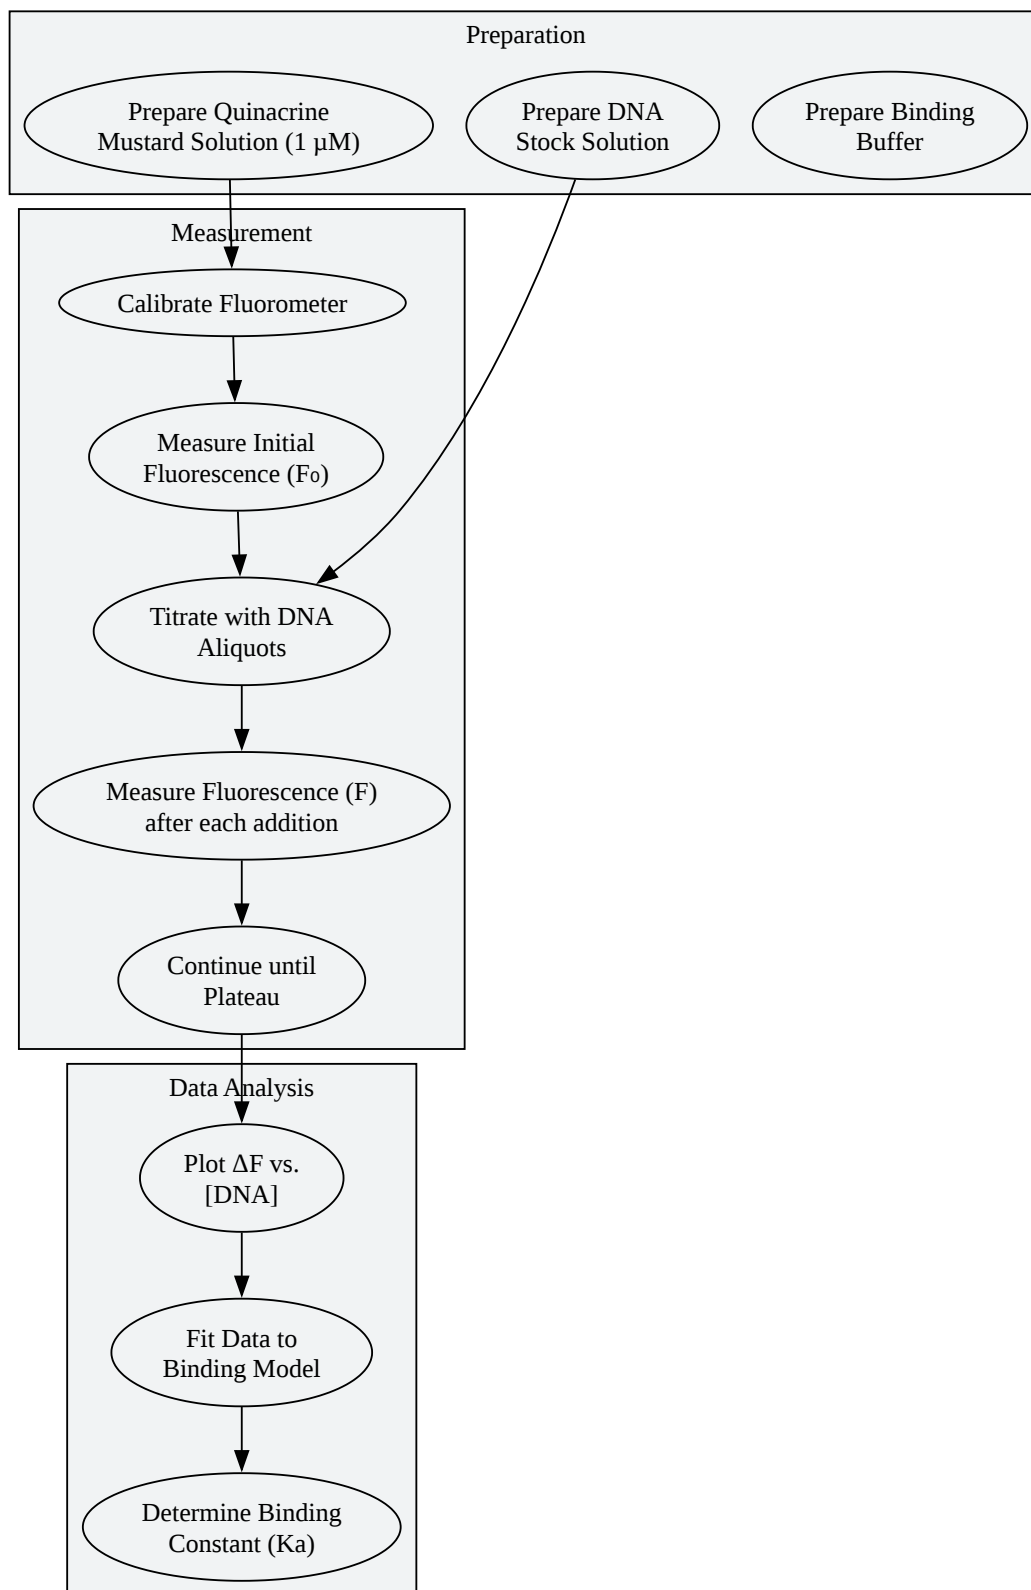 Preparation
Prepare Quinacrine
Mustard Solution (1 µM)
Prepare DNA
Stock Solution
Prepare Binding
Buffer
Measurement
Calibrate Fluorometer
Measure Initial
Fluorescence (F₀)
Titrate with DNA
Aliquots
Measure Fluorescence (F)
after each addition
Continue until
Plateau
Data Analysis
Plot ΔF vs.
[DNA]
Fit Data to
Binding Model
Determine Binding
Constant (Ka)